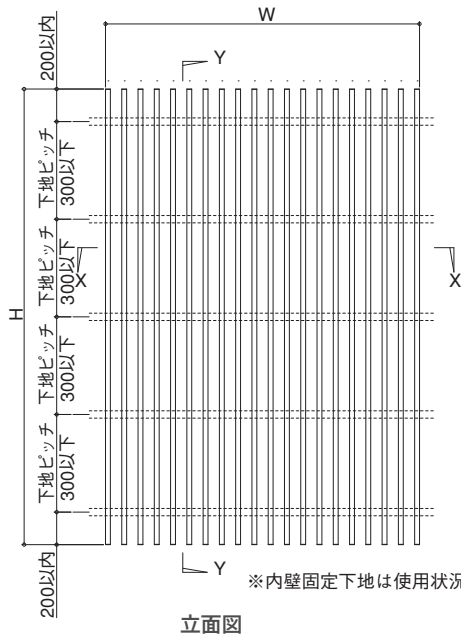 W
200以内
Y
下地ピッチ
300以下
下地ピッチ
300以下
X
X
H
下地ピッチ
300以下
下地ピッチ
300以下
200以内
Y
※内壁固定下地は使用状況
立面図